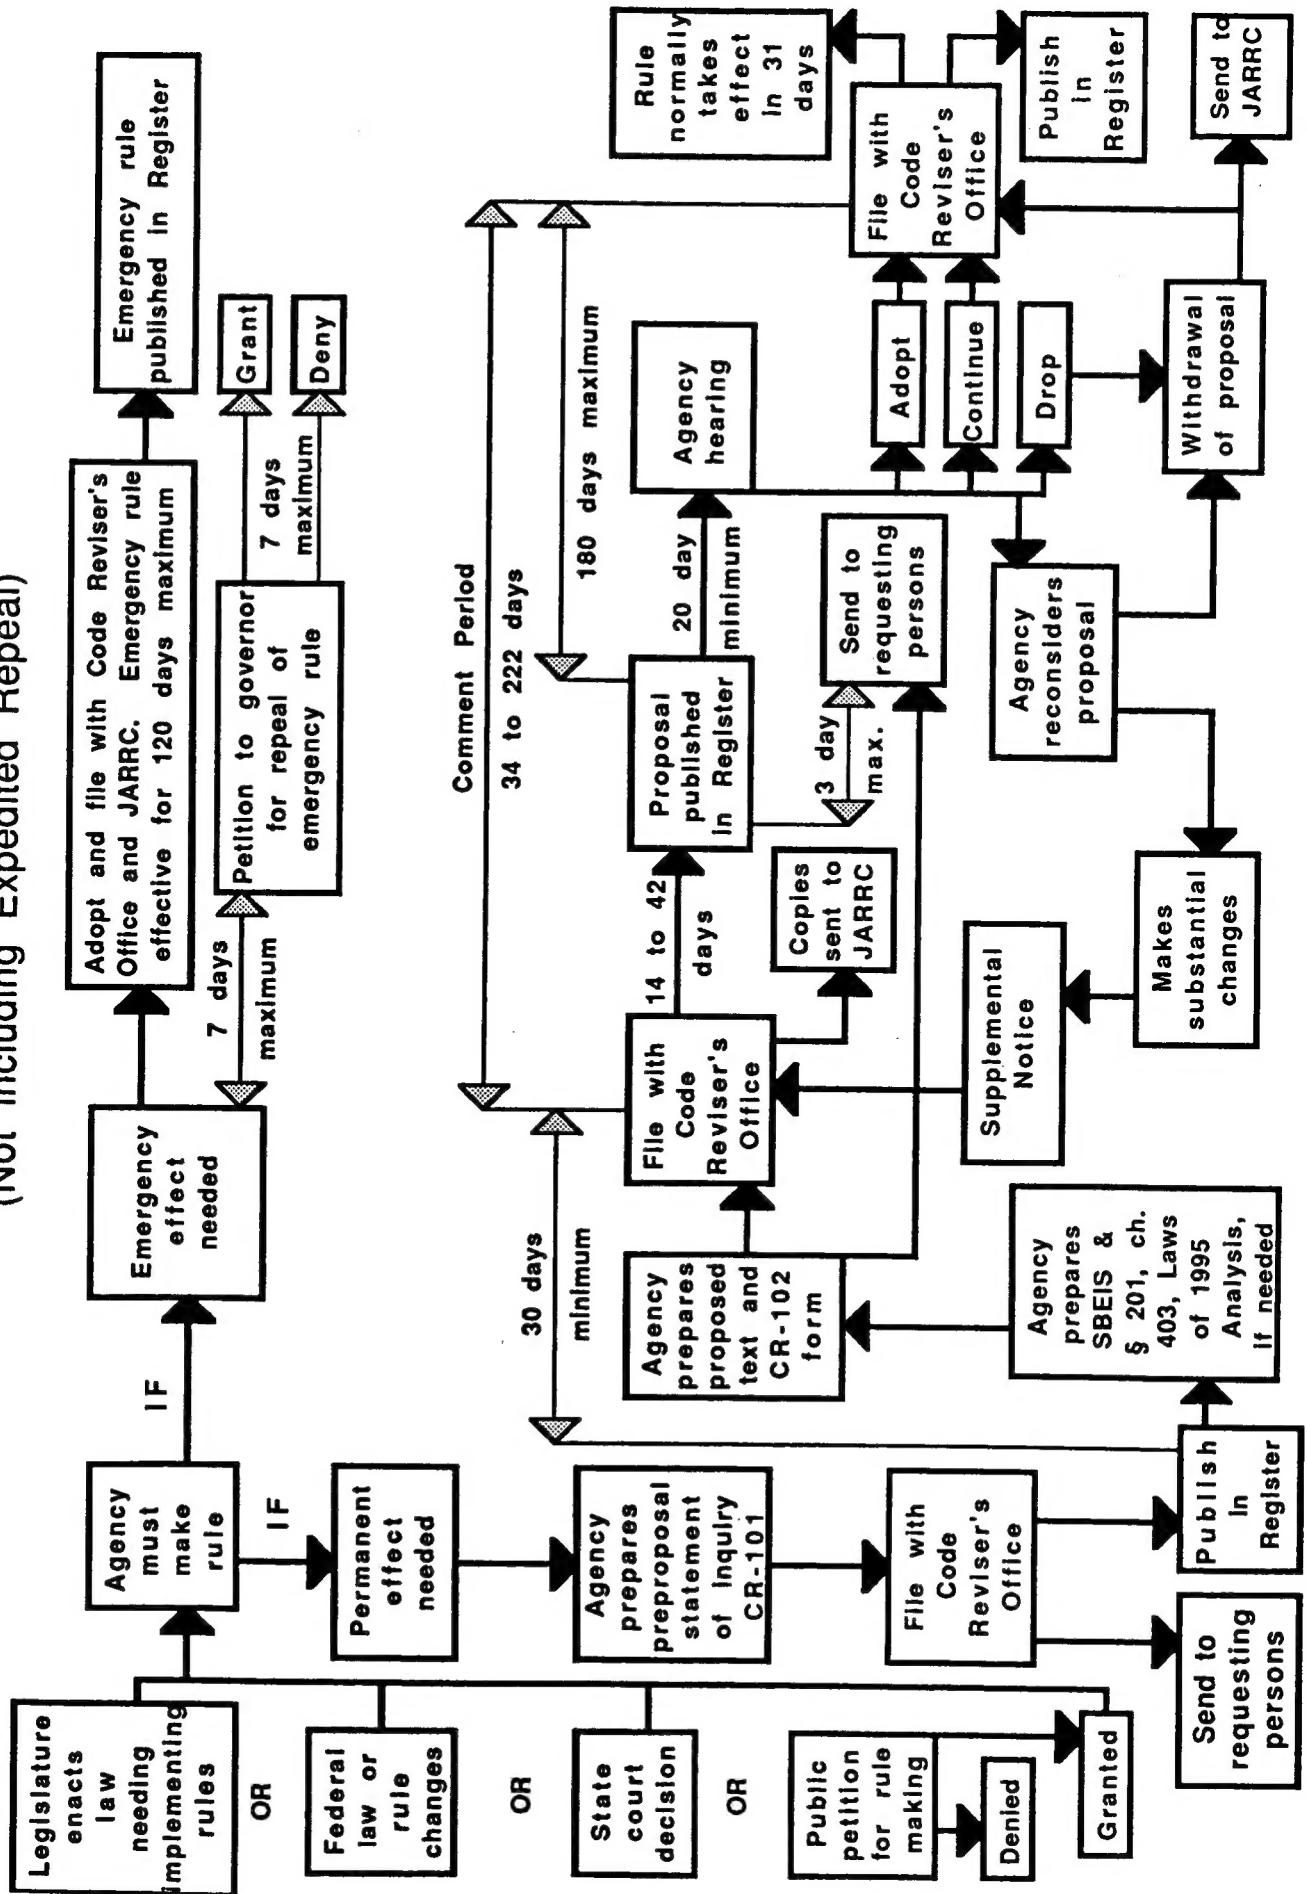 (Not Including Expedited Repeal)
Legislature
enacts
law
needing
implementing
rules
OR
Federal
law or
rule
changes
OR
State
court
decision
OR
Public
petition
for rule
making
Denied
Granted
Agency
must
make
rule
IF
Emergency
effect
needed
7 days
maximum
Adopt and file with Code Reviser's
Office and JARRC. Emergency rule
effective for 120 days maximum
Emergency rule
published in Register
Petition to governor
for repeal of
emergency rule
7 days
maximum
Grant
Deny
IF
Permanent
effect
needed
Agency
prepares
preproposal
statement
of Inquiry
CR-101
File with
Code
Reviser's
Office
Send to
requesting
persons
Publish
In
Register
30 days
minimum
Agency
prepares
SBEIS &
§ 201, ch.
403, Laws
of 1995
Analysis,
if needed
Agency
prepares
proposed
text and
CR-102
form
File with
Code
Reviser's
Office
Comment Period
34 to 222 days
14 to 42
days
Copies
sent to
JARRC
Proposal
published
in Register
180 days maximum
20 day
minimum
3 day
max.
Send to
requesting
persons
Agency
hearing
Adopt
Continue
Drop
Agency
reconsiders
proposal
Makes
substantial
changes
Supplemental
Notice
Withdrawal
of proposal
File with
Code
Reviser's
Office
Rule
normally
takes
effect
In 31
days
Publish
in
Register
Send to
JARRC